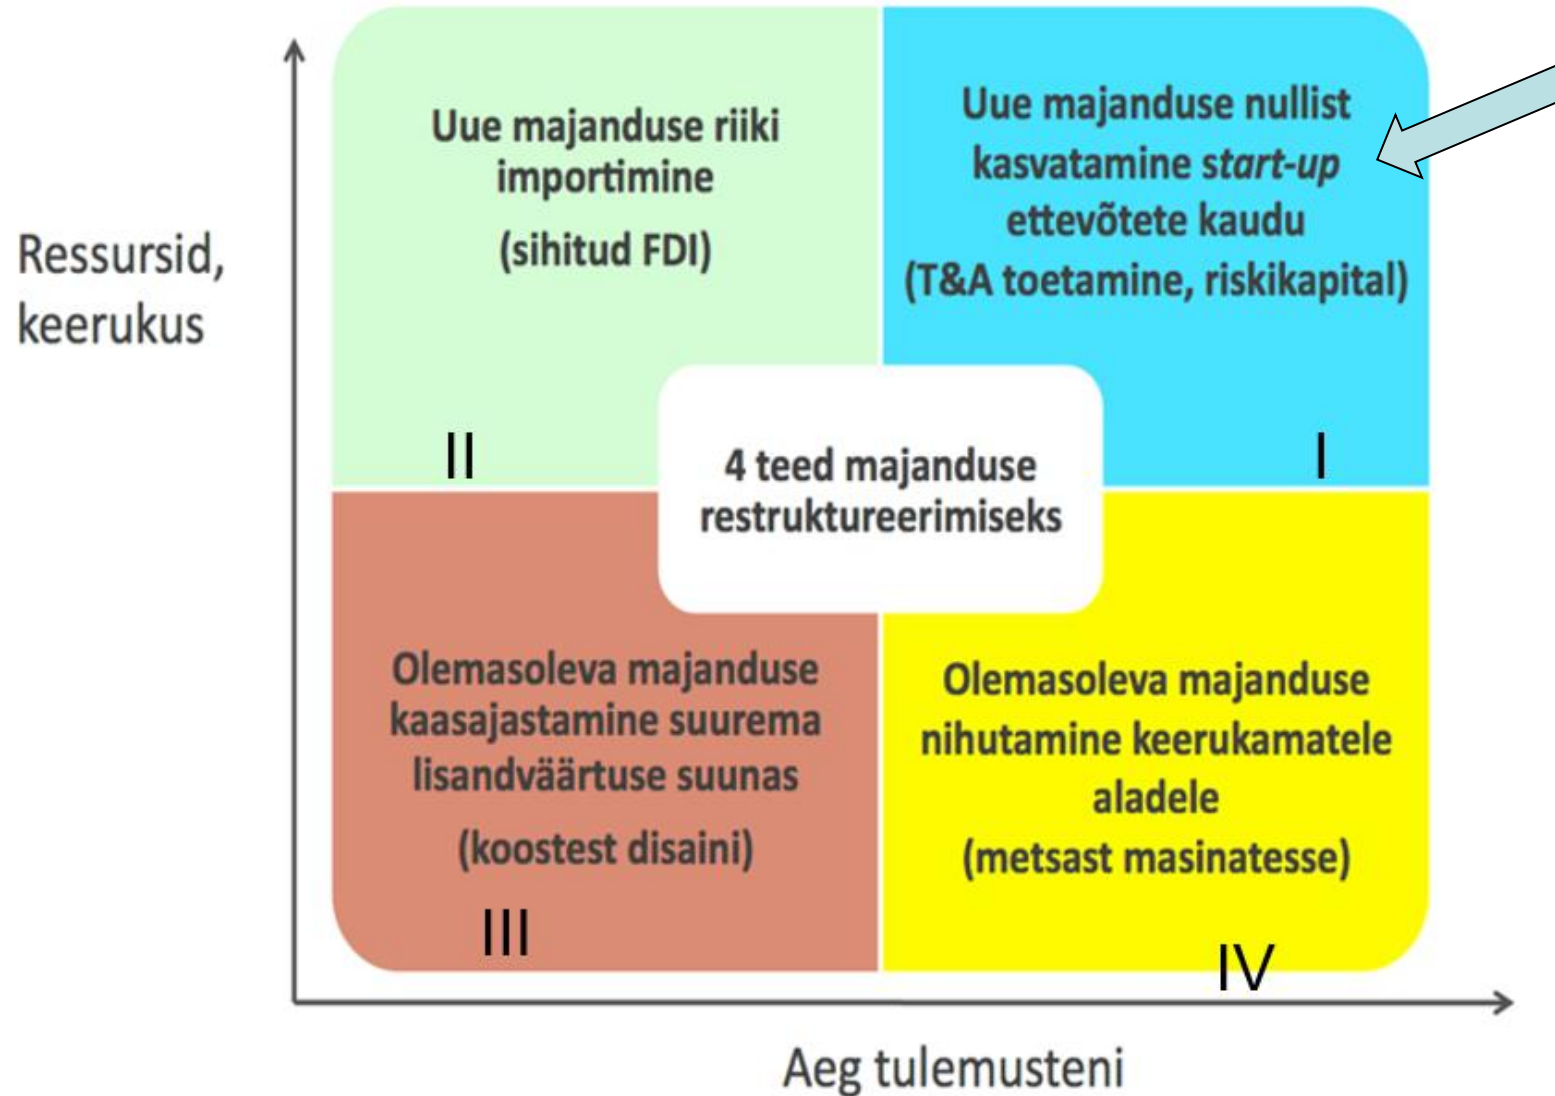 Uue majanduse riiki
importimine
(sihitud FDI)
II
Uue majanduse nullist
kasvatamine start-up
ettevõtete kaudu
(T&A toetamine, riskikapital)
I
Ressursid,
keerukus
4 teed majanduse
restruktureerimiseks
Olemasoleva majanduse
kaasajastamine suurema
lisandväärtuse suunas
(koostest disaini)
III
Olemasoleva majanduse
nihutamine keerukamatele
aladele
(metsast masinatesse)
IV
Aeg tulemusteni